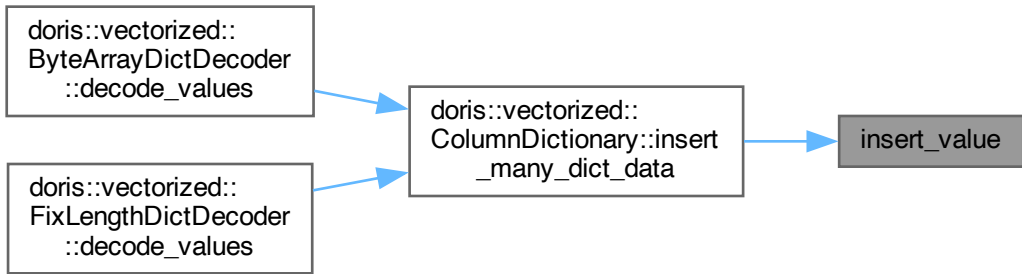 doris::vectorized::
ByteArrayDictDecoder
::decode_values
doris::vectorized::
FixLengthDictDecoder
::decode_values
doris::vectorized::
ColumnDictionary::insert
_many_dict_data
insert_value